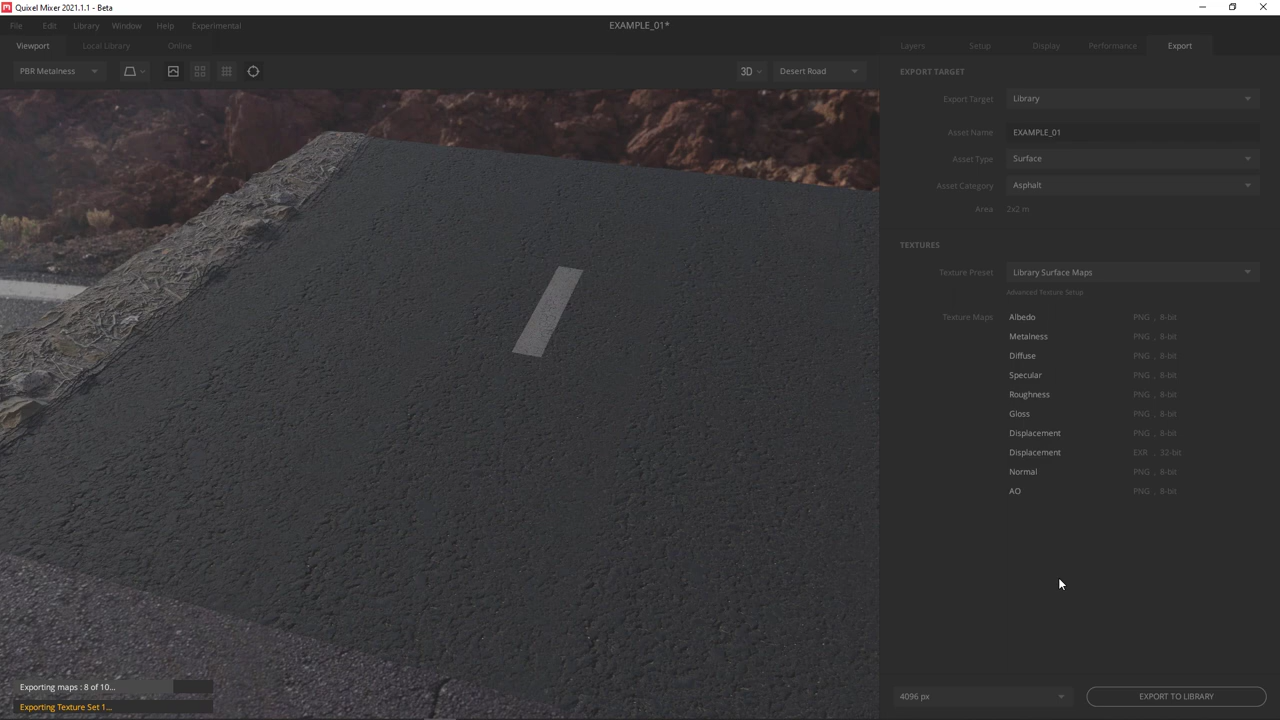 Quixel Mixer 2021.1.1 - Beta
File Edit Library Window Help Experimental
EXAMPLE_01*
Viewport Local Library Online
Layers Setup Display Performance Export
PBR Metalness
3D
Desert Road
EXPORT TARGET
Export Target Library
Asset Name EXAMPLE_01
Asset Type Surface
Asset Category Asphalt
Area 2x2 m
TEXTURES
Texture Preset Library Surface Maps
Advanced Texture Setup
Texture Maps Albedo PNG , 8-bit
Metalness PNG , 8-bit
Diffuse PNG , 8-bit
Specular PNG , 8-bit
Roughness PNG , 8-bit
Gloss PNG , 8-bit
Displacement PNG , 8-bit
Displacement EXR , 32-bit
Normal PNG , 8-bit
AO PNG , 8-bit
Exporting maps : 8 of 10...
Exporting Texture Set 1...
4096 px
EXPORT TO LIBRARY